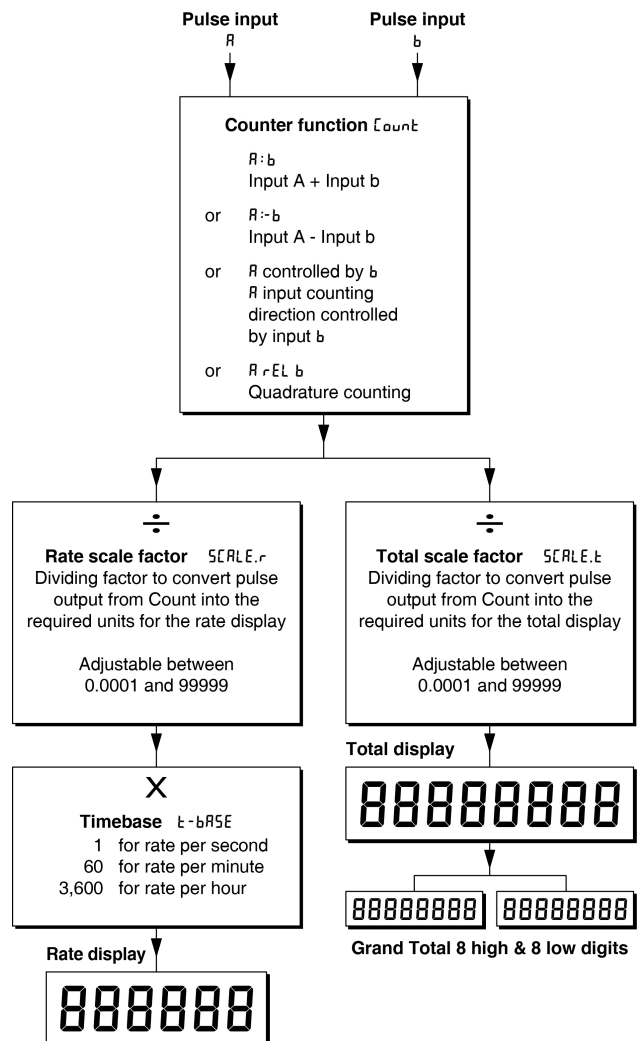 Pulse input Pulse input
A b
Counter function Count
A:b
Input A + Input b
or A:-b
Input A - Input b
or A controlled by b
A input counting
direction controlled
by input b
or A rEL b
Quadrature counting
÷
Rate scale factor SCALE.r
Dividing factor to convert pulse
output from Count into the
required units for the rate display
Adjustable between
0.0001 and 99999
÷
Total scale factor SCALE.t
Dividing factor to convert pulse
output from Count into the
required units for the total display
Adjustable between
0.0001 and 99999
X
Timebase t-bASE
1 for rate per second
60 for rate per minute
3,600 for rate per hour
Rate display
888888
Total display
88888888
88888888 88888888
Grand Total 8 high & 8 low digits